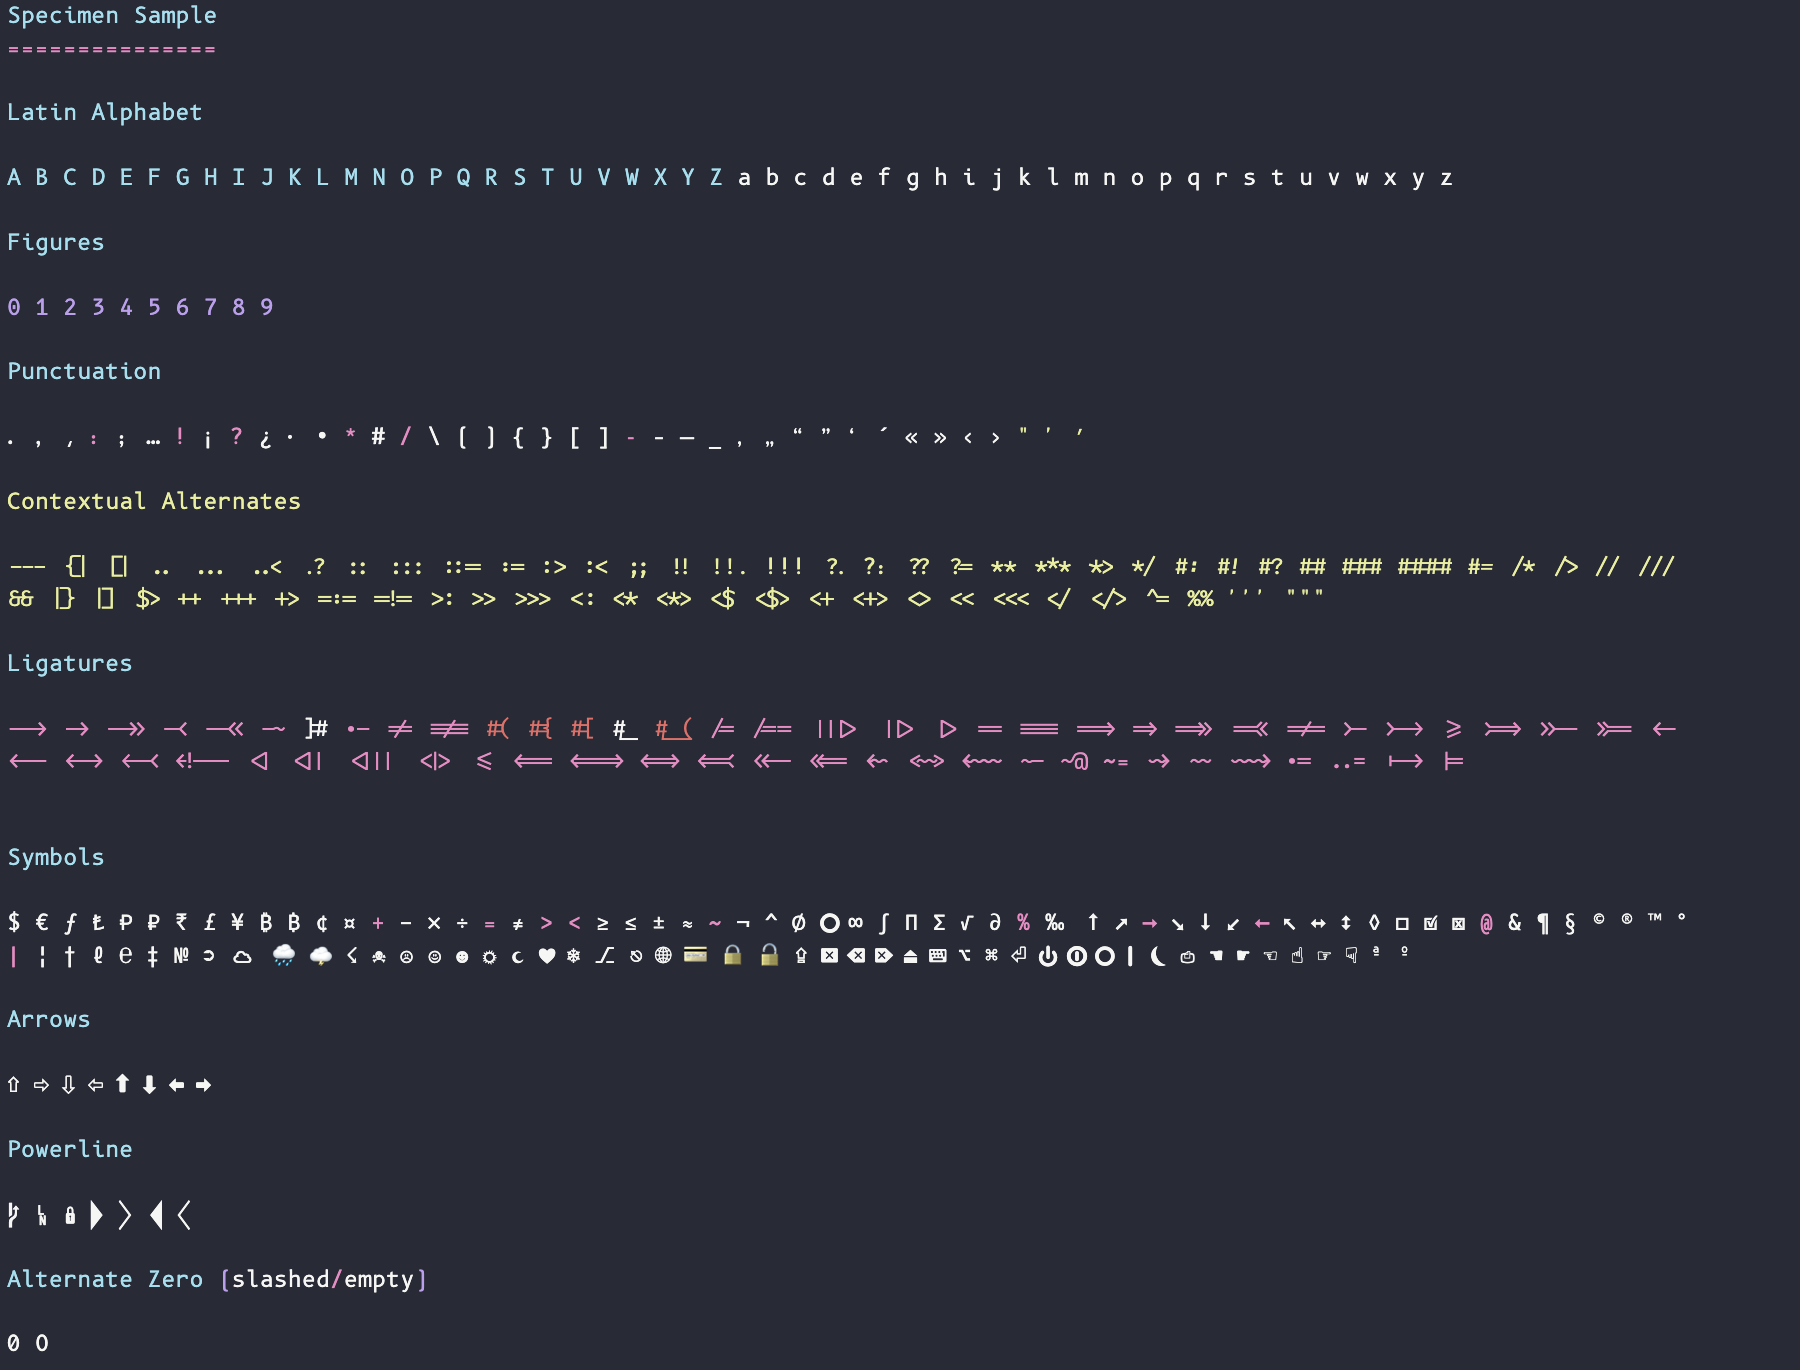 Specimen Sample
===============
Latin Alphabet
A B C D E F G H I J K L M N O P Q R S T U V W X Y Z a b c d e f g h i j k l m n o p q r s t u v w x y z
Figures
0 1 2 3 4 5 6 7 8 9
Punctuation
. , ‚ : ; … ! ¡ ? ¿ · • * # / \ ( ) { } [ ] - – — _ ‚ „ “ ” ‘ ’ « » ‹ › " ' ′
Contextual Alternates
--- {| [| .. ... ..< .? :: ::: ::= := :> :< ;; !! !!. !!! ?. ?: ?? ?= ** *** *> */ #: #! #? ## ### #### #= /* /> // ///
&& |} |] $> ++ +++ +> =:= =!= >: >> >>> <: <* <*> <$ <$> <+ <+> <> << <<< </ </> ^= %% ''' """
Ligatures
--> -> ->> -< -<< -~ ]# .- != !== #( #{ #[ #_ #_( /= /== ||> |> |> == === ==> => =>> =<< =/= >- >-> >= >=> >>- >>= <-
<-- <-> <-< <!-- <| <|| <||| <|> <= <== <==> <=> <=< <<- <<= <~ <~> <~~ ~- ~@ ~= ~> ~~ ~~> .= ..= |-> |=
Symbols
$ € ƒ ₺ Ᵽ ₽ ₹ £ ¥ ₿ ₿ ¢ ¤ + − × ÷ = ≠ > < ≥ ≤ ± ≈ ~ ¬ ^ ∅ ◯ ∞ ∫ ∏ ∑ √ ∂ % ‰ ↑ ↗ → ↘ ↓ ↙ ← ↖ ↔ ↕ ◊ ☐ ☑ ☒ @ & ¶ § © ® ™ °
| ¦ † ℓ ℮ ‡ № ➲ ☁ 🌧 🌩 ☇ ☠ ☹ ☺ ☻ ☼ ☾ ♥ ❄ ⌥ ⎋ 🌐 💳 🔒 🔓 ⇪ ⌧ ⌫ ⌦ ⏏ ⌨ ⌥ ⌘ ⏎ ⏻ ⏼ ⭘ ⏽ ⏾ ☚ ☛ ☜ ☝ ☞ ☟ ª º
Arrows
⇧ ⇨ ⇩ ⇦ ⬆ ⬇ ⬅ ➡
Powerline
     
Alternate Zero (slashed/empty)
0 O